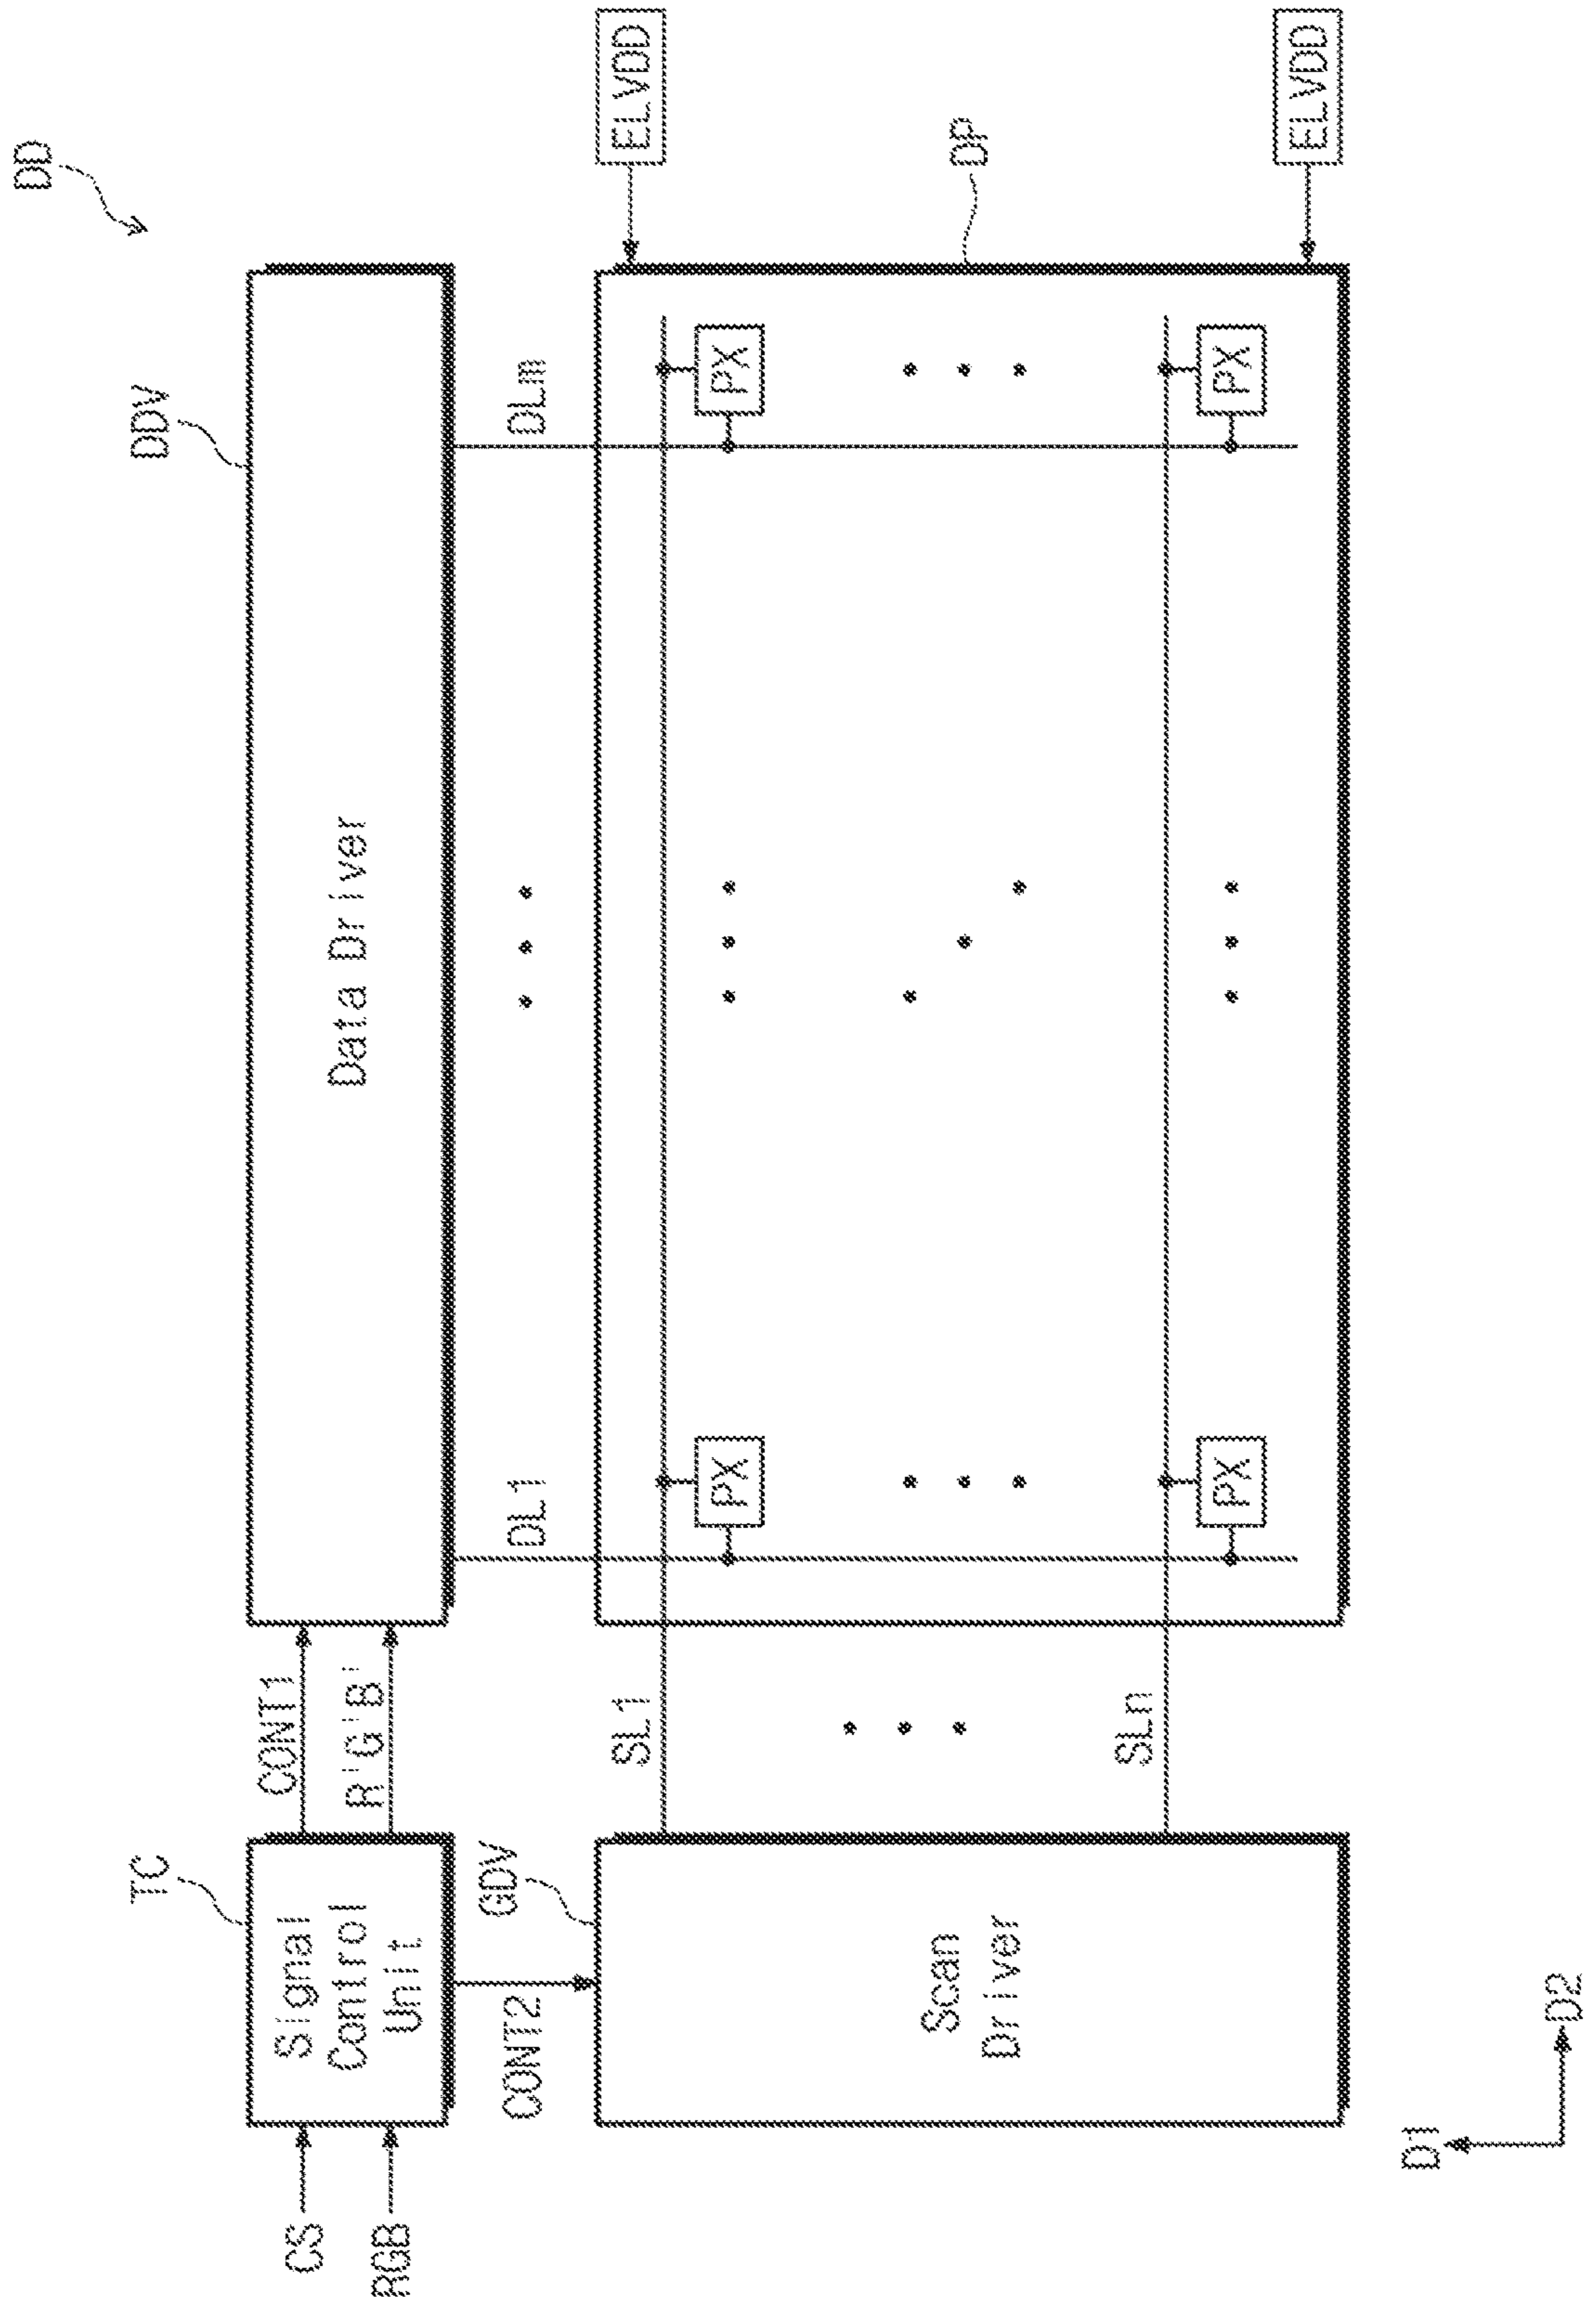 DD
DDV
TC
CS
RGB
Signal
Control
Unit
CONT1
R'G'B'
Data Driver
CONT2
GDV
DL1
DLm
SL1
SLn
Scan
Driver
PX
PX
PX
PX
ELVDD
ELVDD
DP
D1
D2